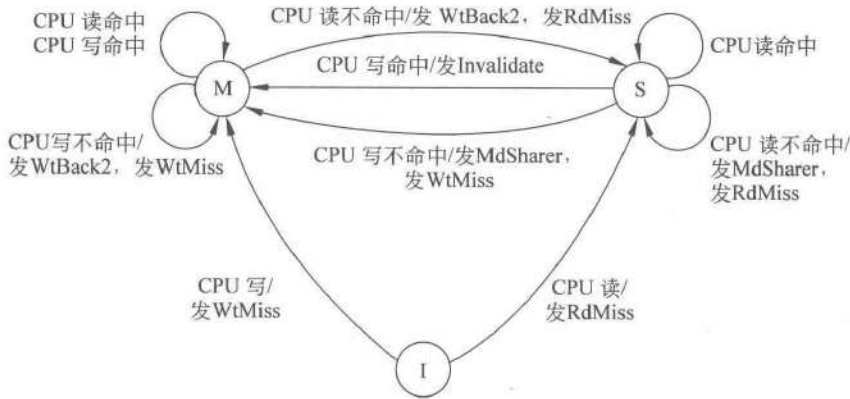 CPU 读命中
CPU 写命中
CPU 读不命中/发 WtBack2，发RdMiss
CPU读命中
CPU 写命中/发Invalidate
M
S
CPU写不命中/
发WtBack2，发WtMiss
CPU 写不命中/发MdSharer，
发WtMiss
CPU 读不命中/
发MdSharer，
发RdMiss
CPU 写/
发WtMiss
CPU 读/
发RdMiss
I